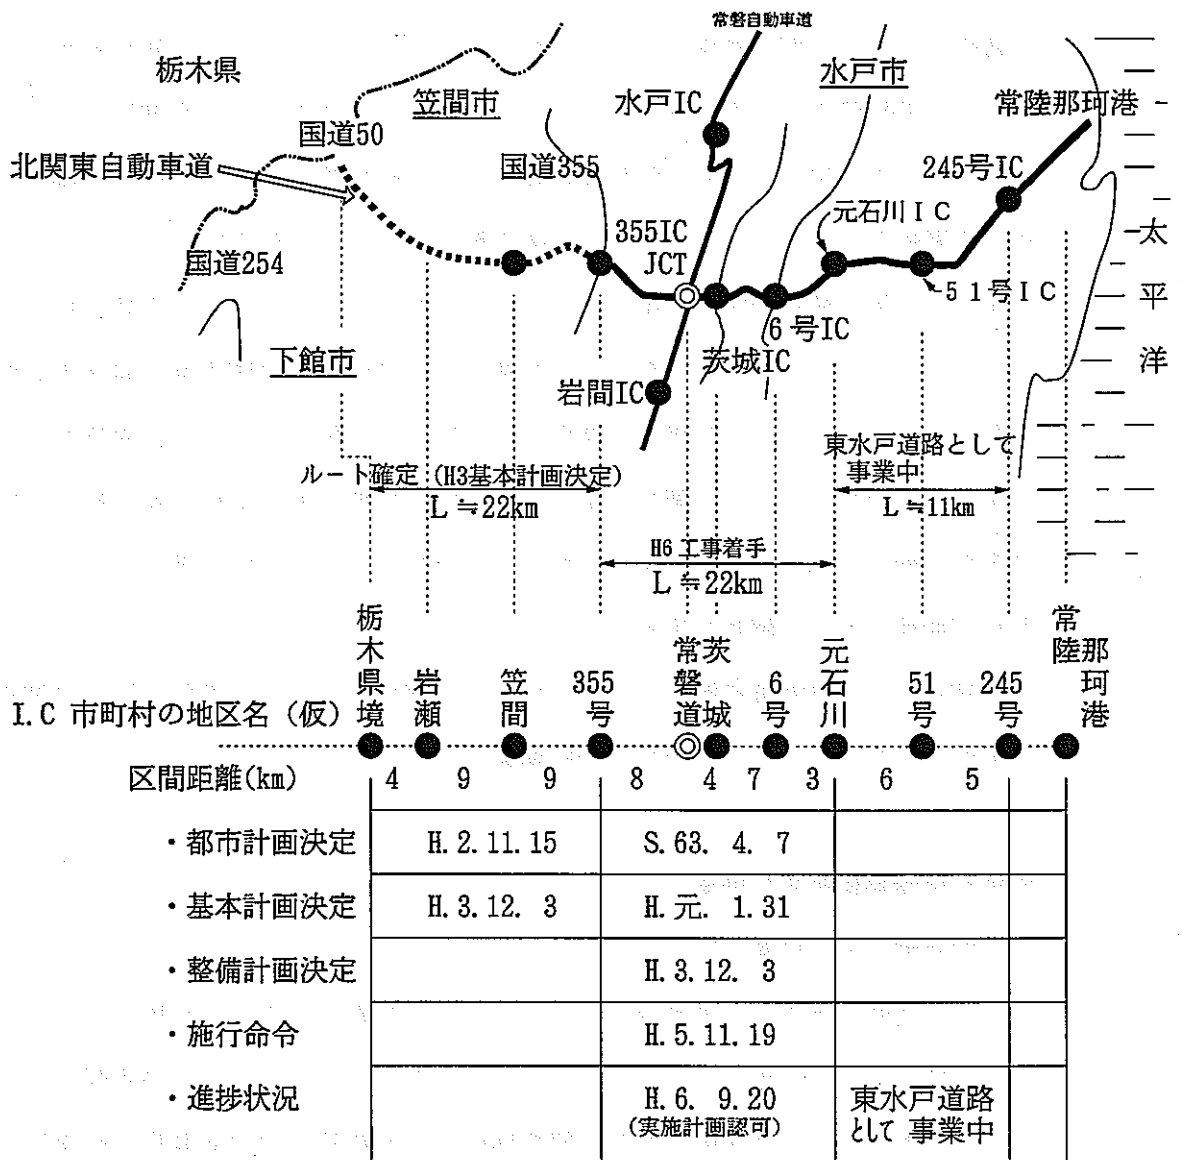 常磐自動車道
栃木県
笠間市
水戸IC
水戸市
常陸那珂港
国道50
北関東自動車道
国道355
245号IC
元石川IC
355IC
JCT
太平洋
国道254
51号IC
6号IC
下館市
茨城IC
岩間IC
東水戸道路として
事業中
ルート確定(H3基本計画決定)
L≒22km
L≒11km
H6工事着手
L≒22km
I.C 市町村の地区名(仮) 栃木県境 岩瀬 笠間 355号 常磐道 茨城 6号 元石川 51号 245号 常陸那珂港
区間距離(km) 4 9 9 8 4 7 3 6 5
・都市計画決定 H.2.11.15 S.63. 4. 7
・基本計画決定 H.3.12. 3 H.元. 1.31
・整備計画決定 H.3.12. 3
・施行命令 H.5.11.19
・進捗状況 H.6. 9.20 東水戸道路
(実施計画認可) として 事業中